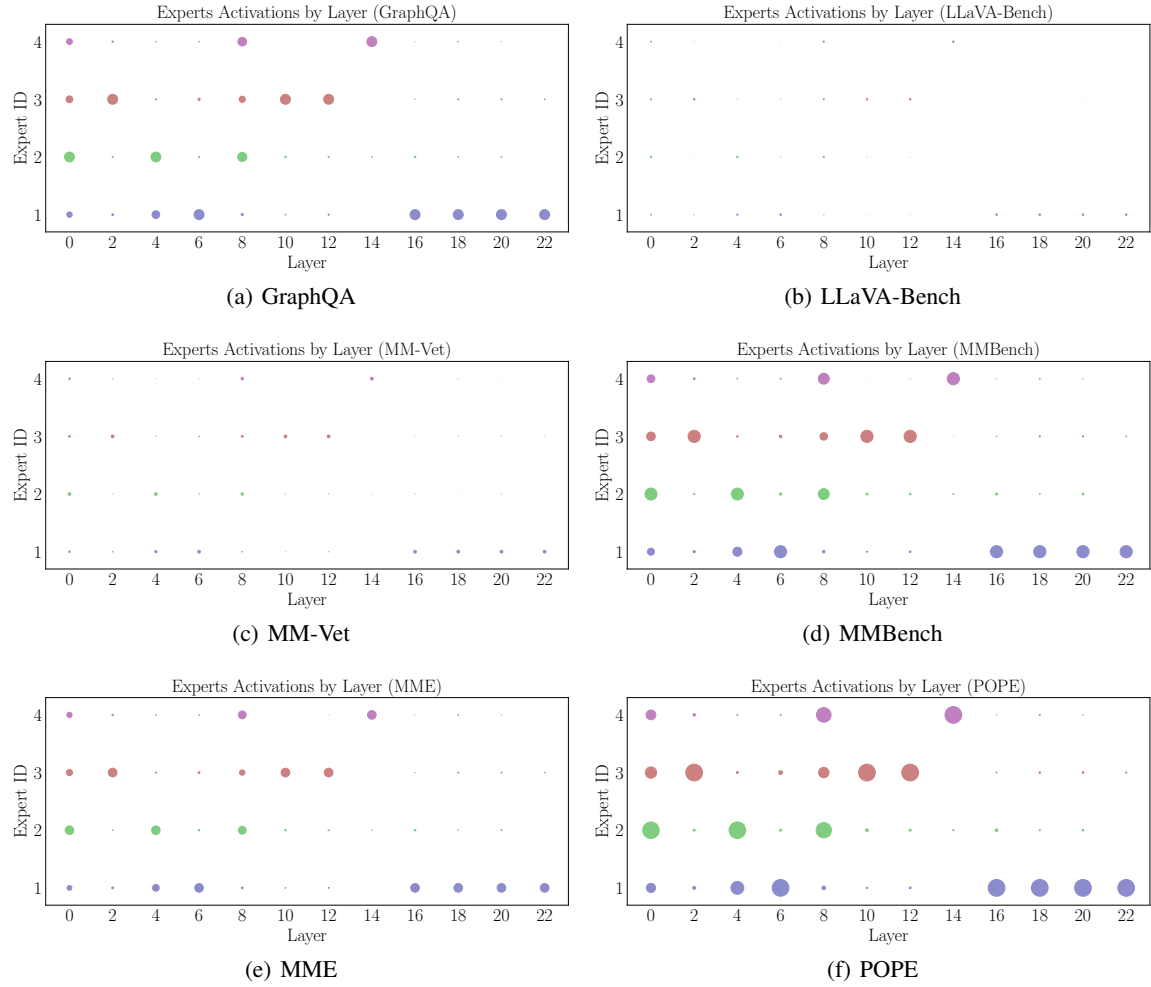 Experts Activations by Layer (GraphQA)
Expert ID
4
3
2
1
0 2 4 6 8 10 12 14 16 18 20 22
Layer
(a) GraphQA
Experts Activations by Layer (LLaVA-Bench)
Expert ID
4
3
2
1
0 2 4 6 8 10 12 14 16 18 20 22
Layer
(b) LLaVA-Bench
Experts Activations by Layer (MM-Vet)
Expert ID
4
3
2
1
0 2 4 6 8 10 12 14 16 18 20 22
Layer
(c) MM-Vet
Experts Activations by Layer (MMBench)
Expert ID
4
3
2
1
0 2 4 6 8 10 12 14 16 18 20 22
Layer
(d) MMBench
Experts Activations by Layer (MME)
Expert ID
4
3
2
1
0 2 4 6 8 10 12 14 16 18 20 22
Layer
(e) MME
Experts Activations by Layer (POPE)
Expert ID
4
3
2
1
0 2 4 6 8 10 12 14 16 18 20 22
Layer
(f) POPE